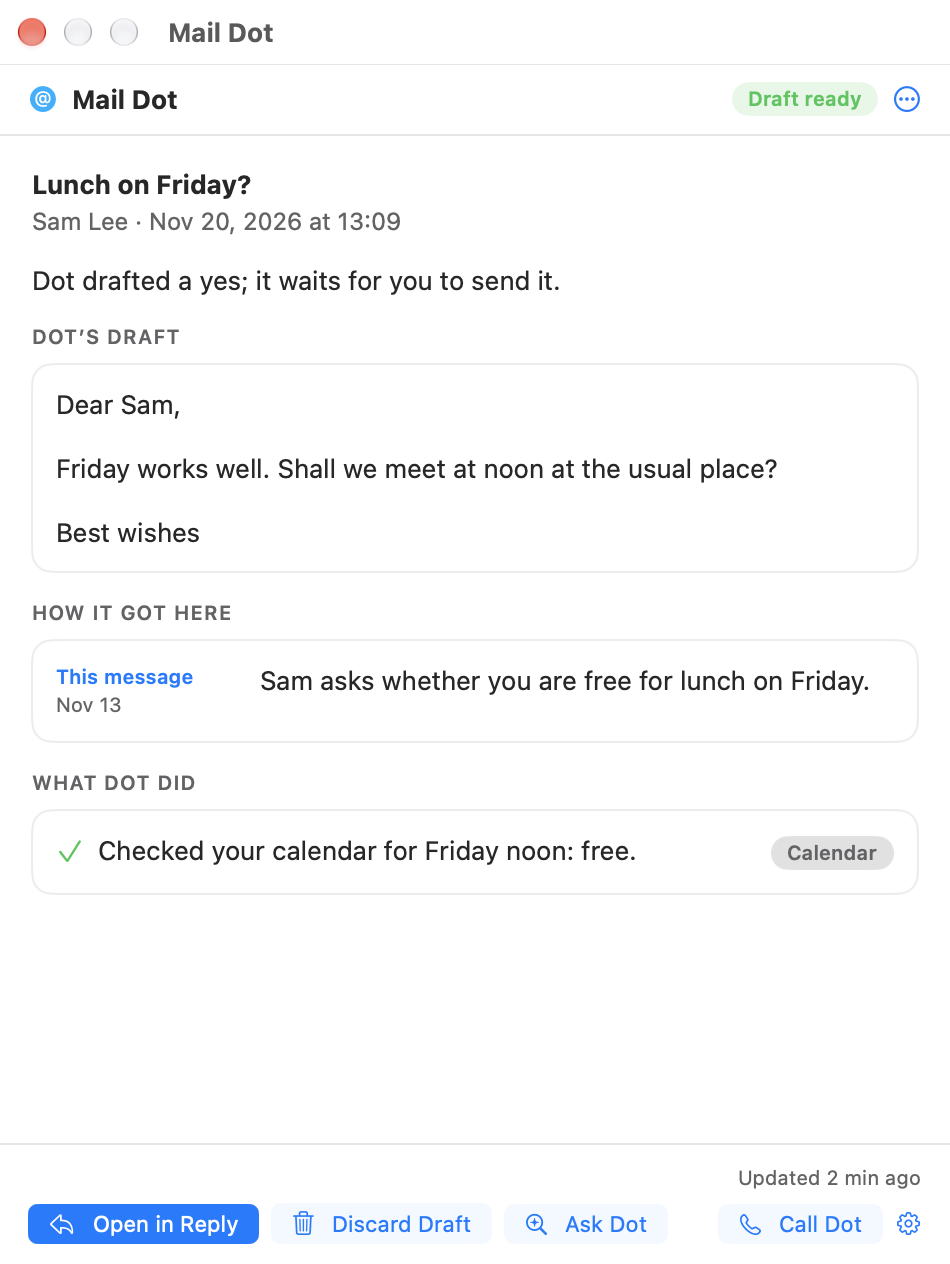 Mail Dot
@ Mail Dot
Draft ready
Lunch on Friday?
Sam Lee · Nov 20, 2026 at 13:09
Dot drafted a yes; it waits for you to send it.
DOT’S DRAFT
Dear Sam,
Friday works well. Shall we meet at noon at the usual place?
Best wishes
HOW IT GOT HERE
This message
Nov 13
Sam asks whether you are free for lunch on Friday.
WHAT DOT DID
Checked your calendar for Friday noon: free.
Calendar
Updated 2 min ago
Open in Reply
Discard Draft
Ask Dot
Call Dot